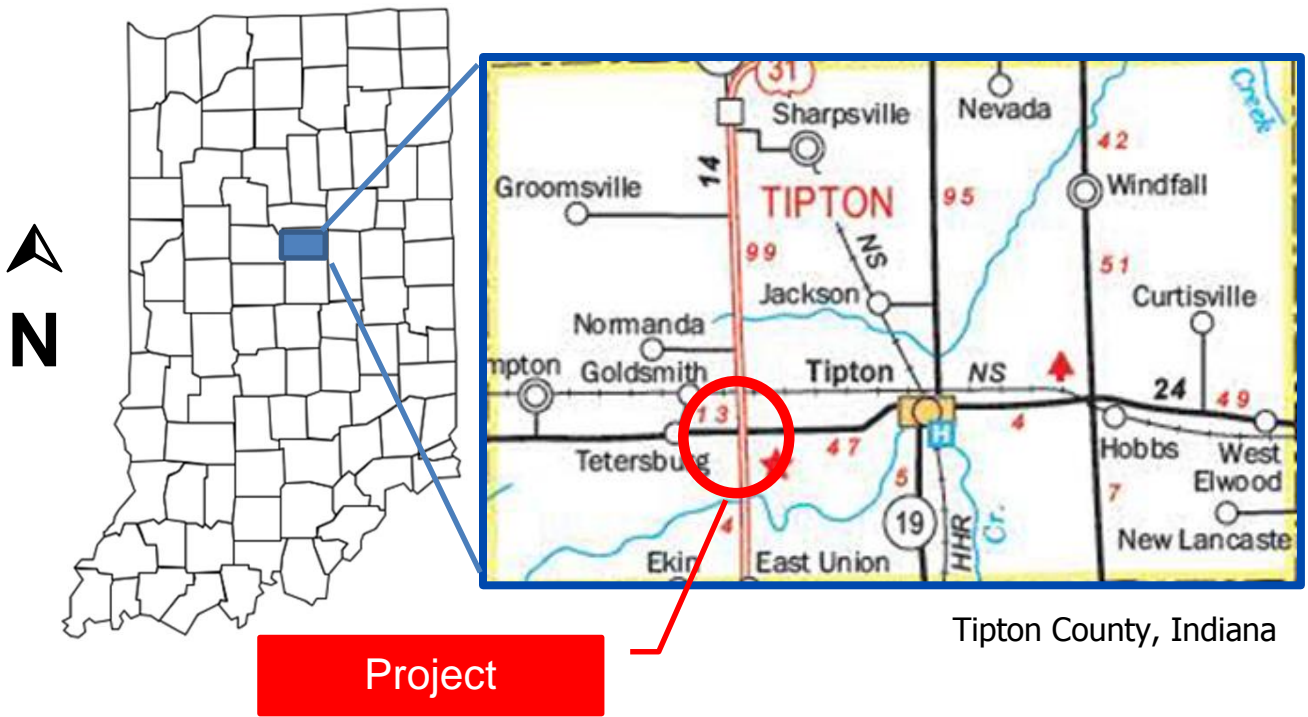 N
31
Creek
Nevada
Sharpsville
42
14
Groomsville
Windfall
TIPTON
95
NS
99
51
Jackson
Curtisville
Normanda
mpton
Goldsmith
Tipton
NS
24
13
49
4
H
47
Hobbs
West
Elwood
Tetersburg
5
7
19
Cr.
4
HHR
New Lancaste
Ekin
East Union
Tipton County, Indiana
Project